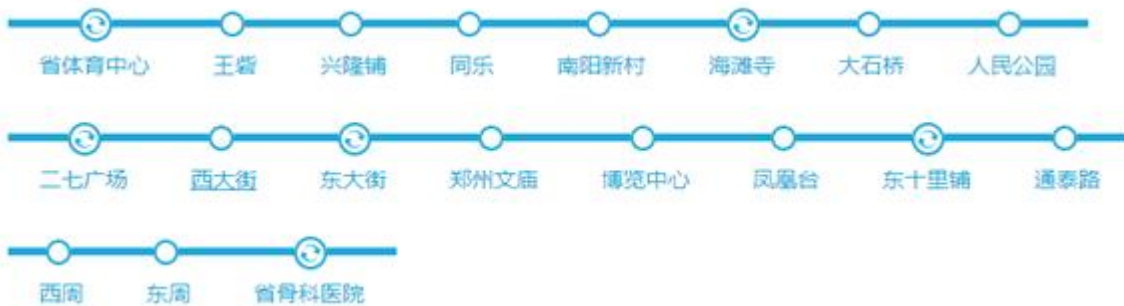 省体育中心 王砦 兴隆铺 同乐 南阳新村 海滩寺 大石桥 人民公园
二七广场 西大街 东大街 郑州文庙 博览中心 凤凰台 东十里铺 通泰路
西周 东周 省骨科医院